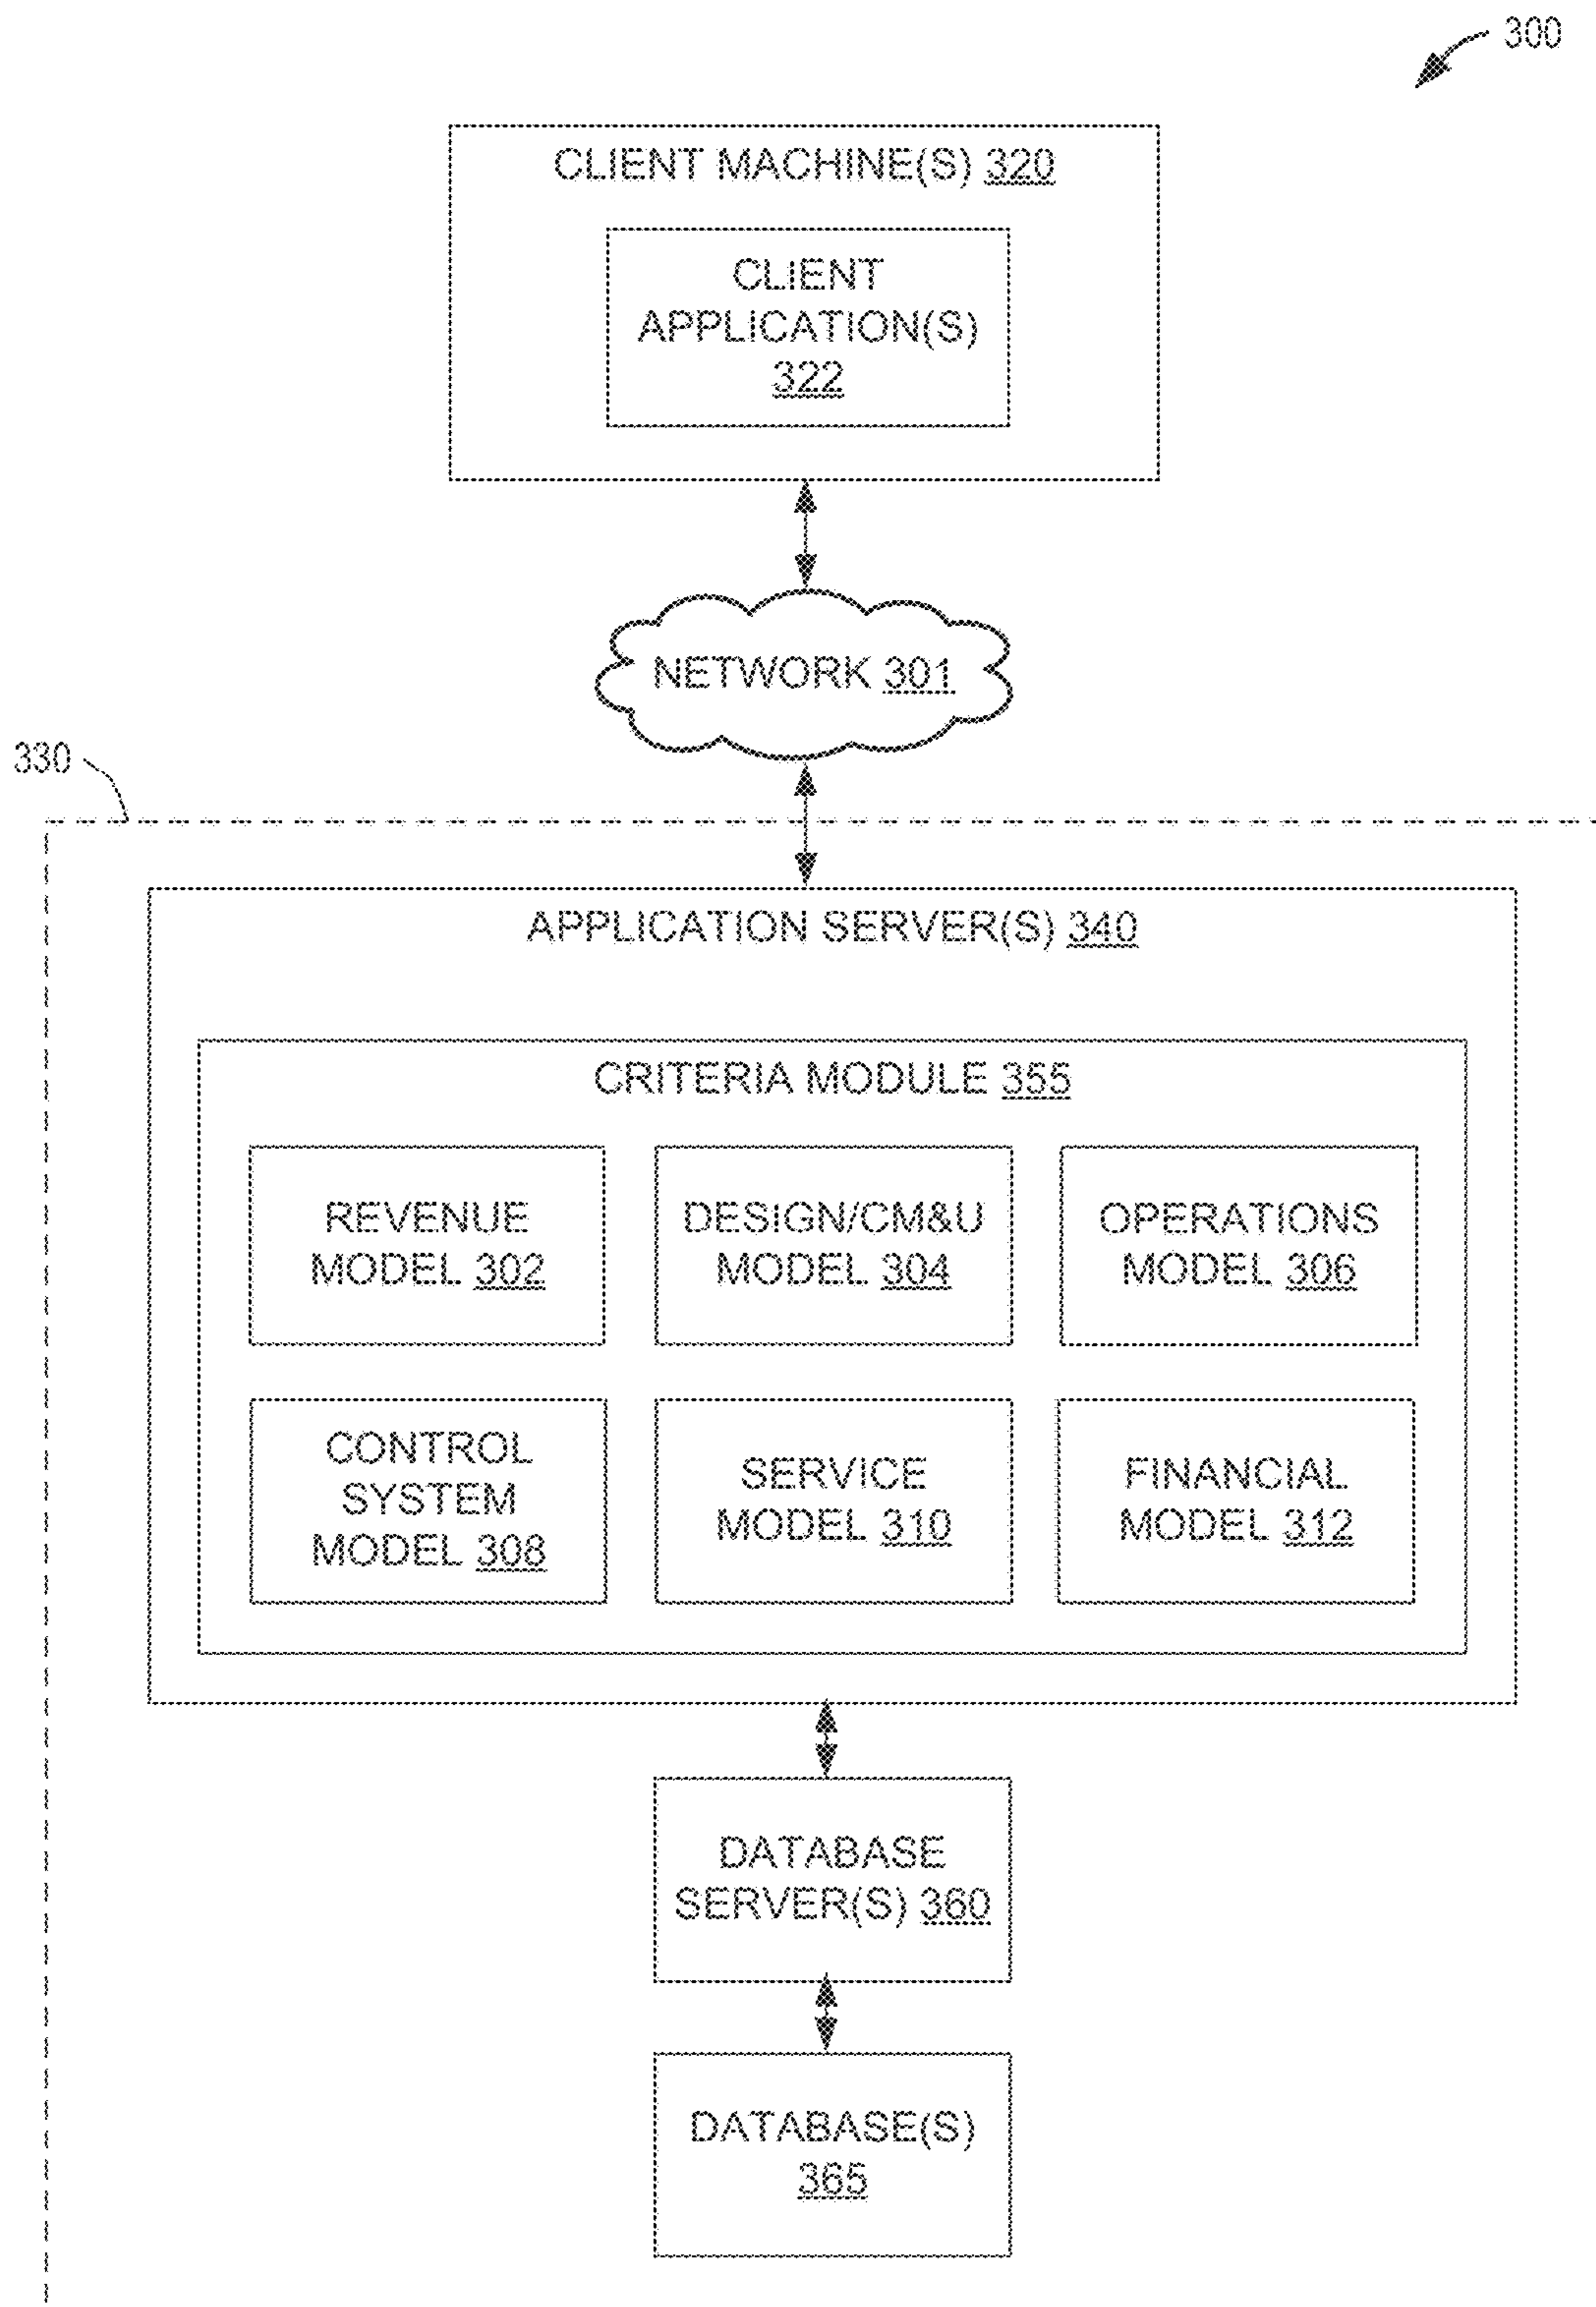 300
CLIENT MACHINE(S) 320
CLIENT
APPLICATION(S)
322
NETWORK 301
330
APPLICATION SERVER(S) 340
CRITERIA MODULE 355
REVENUE
MODEL 302
DESIGN/CM&U
MODEL 304
OPERATIONS
MODEL 306
CONTROL
SYSTEM
MODEL 308
SERVICE
MODEL 310
FINANCIAL
MODEL 312
DATABASE
SERVER(S) 360
DATABASE(S)
365